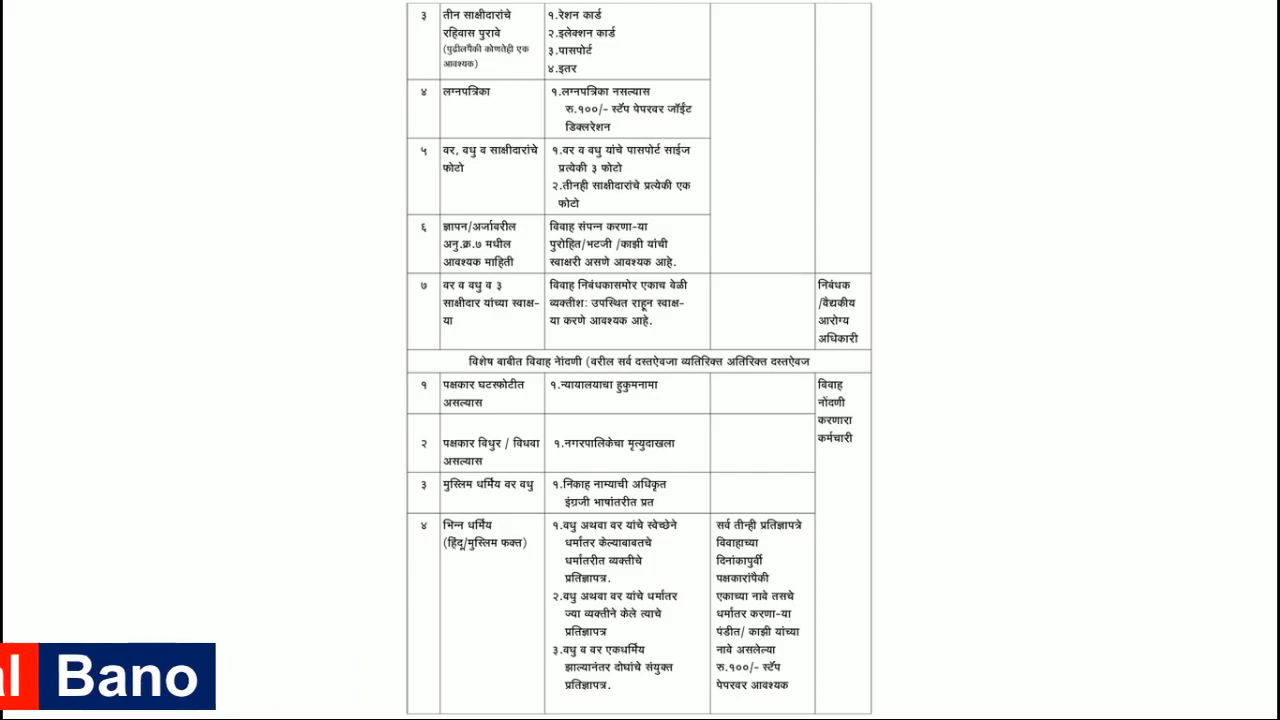 ३ तीन साक्षीदारांचे १.रेशन कार्ड
रहिवास पुरावे २.इलेक्शन कार्ड
(पुढीलपैकी कोणतेही एक ३.पासपोर्ट
आवश्यक) ४.इतर
४ लग्नपत्रिका १.लग्नपत्रिका नसल्यास
रु.१००/- स्टॅप पेपरवर जॉईंट
डिक्लरेशन
५ वर, वधु व साक्षीदारांचे १.वर व वधु यांचे पासपोर्ट साईज
फोटो प्रत्येकी ३ फोटो
२.तीनही साक्षीदारांचे प्रत्येकी एक
फोटो
६ ज्ञापन/अर्जावरील विवाह संपन्न करणा-या
अनु.क्र.७ मधील पुरोहित/भटजी /काझी यांची
आवश्यक माहिती स्वाक्षरी असणे आवश्यक आहे.
७ वर व वधु व ३ विवाह निबंधकासमोर एकाच वेळी निबंधक
साक्षीदार यांच्या स्वाक्ष- व्यक्तीश: उपस्थित राहून स्वाक्ष- /वैद्यकीय
या या करणे आवश्यक आहे. आरोग्य
अधिकारी
विशेष बाबीत विवाह नेांदणी (वरील सर्व दस्तऐवजा व्यतिरिक्त अतिरिक्त दस्तऐवज
१ पक्षकार घटस्फोटीत १.न्यायालयाचा हुकुमनामा विवाह
असल्यास नोंदणी
करणारा
कर्मचारी
२ पक्षकार विधुर / विधवा १.नगरपालिकेचा मृत्युदाखला
असल्यास
३ मुस्लिम धर्मिय वर वधु १.निकाह नाम्याची अधिकृत
इंग्रजी भाषांतरीत प्रत
४ भिन्न धर्मिय १.वधु अथवा वर यांचे स्वेच्छेने सर्व तीन्ही प्रतिज्ञापत्रे
(हिंदू/मुस्लिम फक्त) धर्मातर केल्याबाबतचे विवाहाच्या
धर्मातरीत व्यक्तीचे दिनांकापुर्वी
प्रतिज्ञापत्र. पक्षकारांपैकी
२.वधु अथवा वर यांचे धर्मातर एकाच्या नावे तसचे
ज्या व्यक्तीने केले त्याचे धर्मातर करणा-या
प्रतिज्ञापत्र पंडीत/ काझी यांच्या
३.वधु व वर एकधर्मिय नावे असलेल्या
झाल्यानंतर दोघांचे संयुक्त रु.१००/- स्टॅप
प्रतिज्ञापत्र. पेपरवर आवश्यक
al Bano